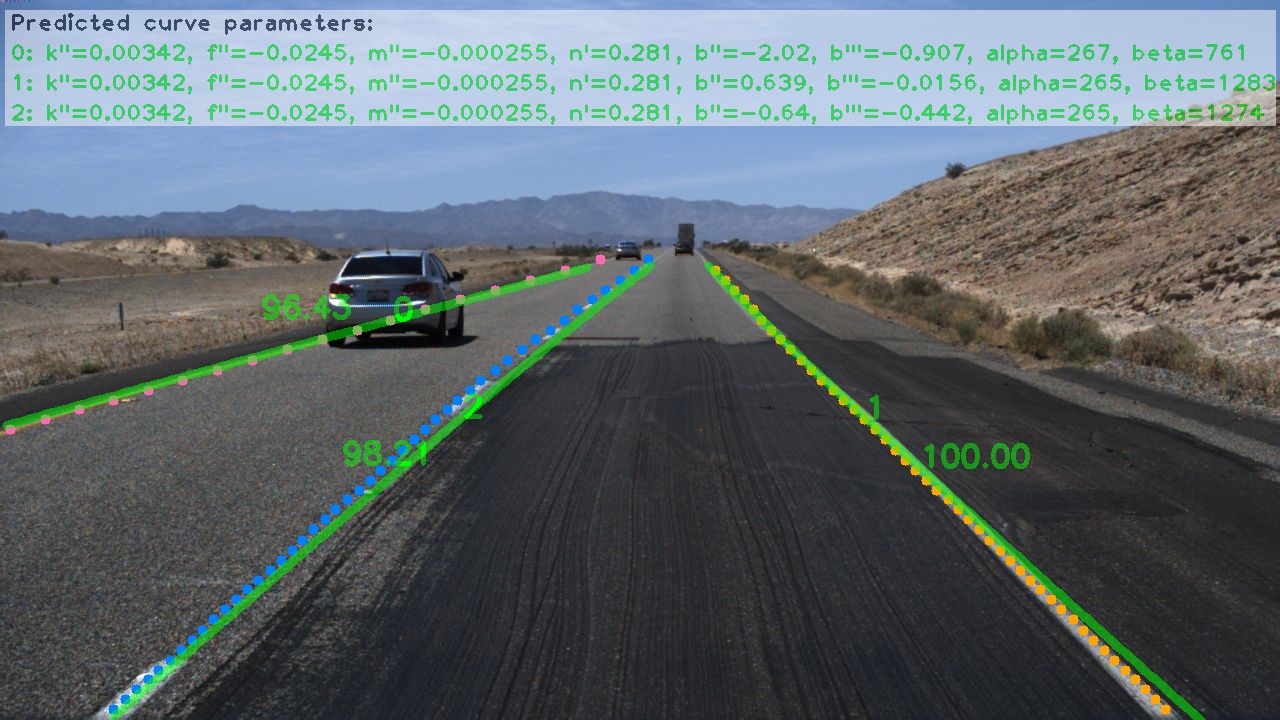 Predicted curve parameters:
0: k''=0.00342, f''=-0.0245, m''=-0.000255, n'=0.281, b''=-2.02, b'''=-0.907, alpha=267, beta=761
1: k''=0.00342, f''=-0.0245, m''=-0.000255, n'=0.281, b''=0.639, b'''=-0.0156, alpha=265, beta=1283
2: k''=0.00342, f''=-0.0245, m''=-0.000255, n'=0.281, b''=-0.64, b'''=-0.442, alpha=265, beta=1274
96.43 0
2 1
98.21 100.00